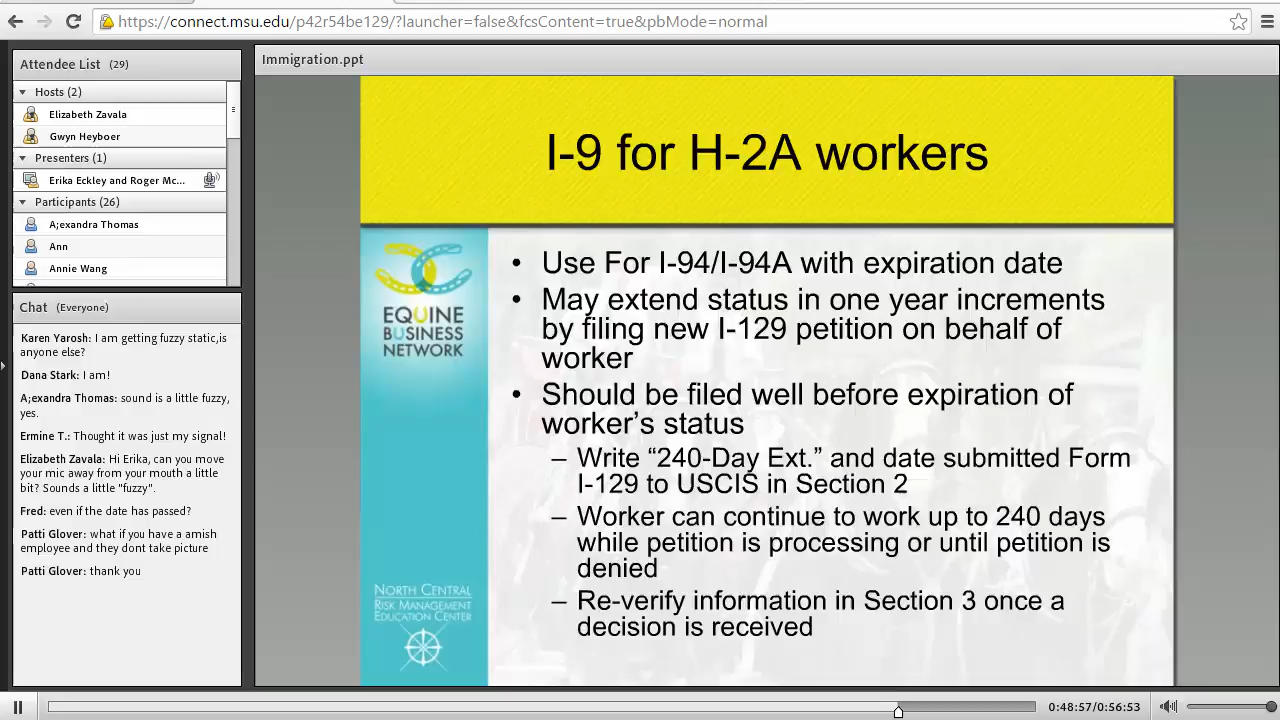 https://connect.msu.edu/p42r54be129/?launcher=false&fcsContent=true&pbMode=normal
Attendee List (29)
Hosts (2)
Elizabeth Zavala
Gwyn Heyboer
Presenters (1)
Erika Eckley and Roger Mc...
Participants (26)
A;exandra Thomas
Ann
Annie Wang
Chat (Everyone)
Karen Yarosh: I am getting fuzzy static,is
anyone else?
Dana Stark: I am!
A;exandra Thomas: sound is a little fuzzy,
yes.
Ermine T.: Thought it was just my signal!
Elizabeth Zavala: Hi Erika, can you move
your mic away from your mouth a little
bit? Sounds a little "fuzzy".
Fred: even if the date has passed?
Patti Glover: what if you have a amish
employee and they dont take picture
Patti Glover: thank you
Immigration.ppt
I-9 for H-2A workers
EQUINE
BUSINESS
NETWORK
• Use For I-94/I-94A with expiration date
• May extend status in one year increments
by filing new I-129 petition on behalf of
worker
• Should be filed well before expiration of
worker’s status
– Write “240-Day Ext.” and date submitted Form
I-129 to USCIS in Section 2
– Worker can continue to work up to 240 days
while petition is processing or until petition is
denied
– Re-verify information in Section 3 once a
decision is received
NORTH CENTRAL
RISK MANAGEMENT
EDUCATION CENTER
0:48:57/0:56:53